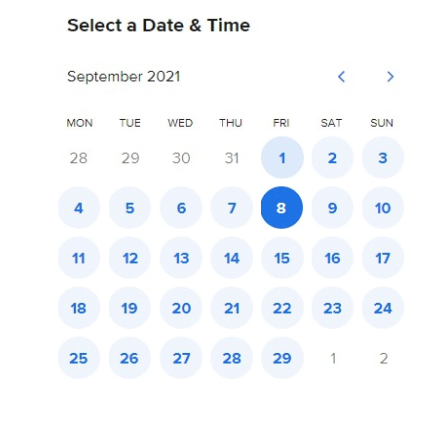 Select a Date & Time
September 2021
MON TUE WED THU FRI SAT SUN
28 29 30 31 1 2 3
4 5 6 7 8 9 10
11 12 13 14 15 16 17
18 19 20 21 22 23 24
25 26 27 28 29 1 2